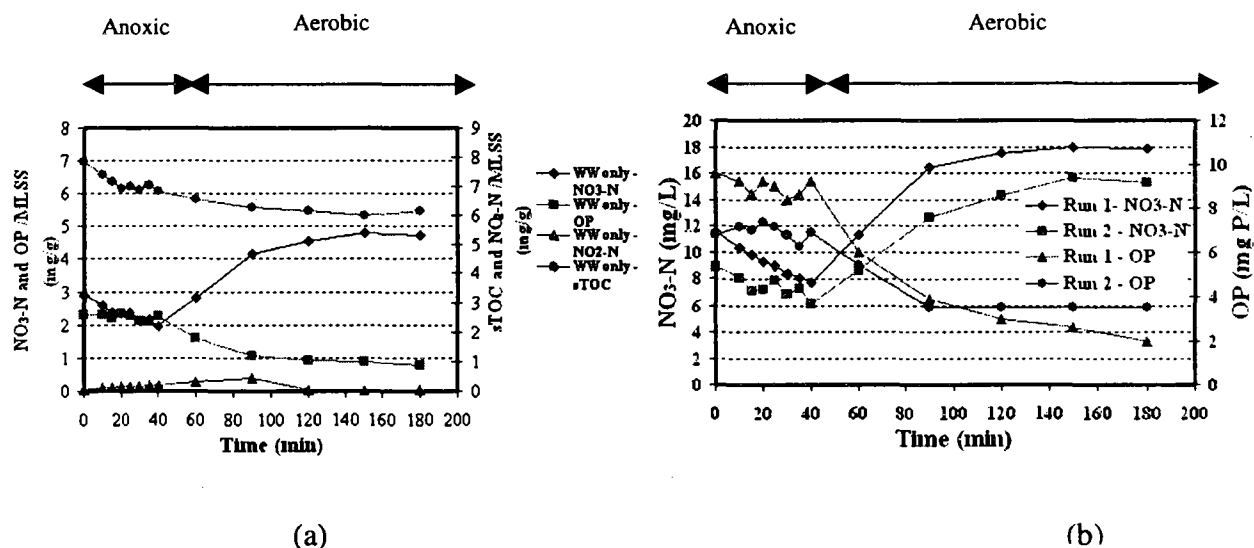 Anoxic
Aerobic
NO3-N and OP /MLSS
(mg/g)
8
7
6
5
4
3
2
1
0
9
8
7
6
5
4
3
2
1
0
0 20 40 60 80 100 120 140 160 180 200
Time (min)
sTOC and NO2-N /MLSS
(mg/g)
WW only -
NO3-N
WW only -
OP
WW only -
NO2-N
WW only -
sTOC
(a)
Anoxic
Aerobic
NO3-N (mg/L)
20
18
16
14
12
10
8
6
4
2
0
12
10
8
6
4
2
0
0 20 40 60 80 100 120 140 160 180 200
Time (min)
OP (mg P/L)
Run 1- NO3-N
Run 2 - NO3-N
Run 1 - OP
Run 2 - OP
(b)